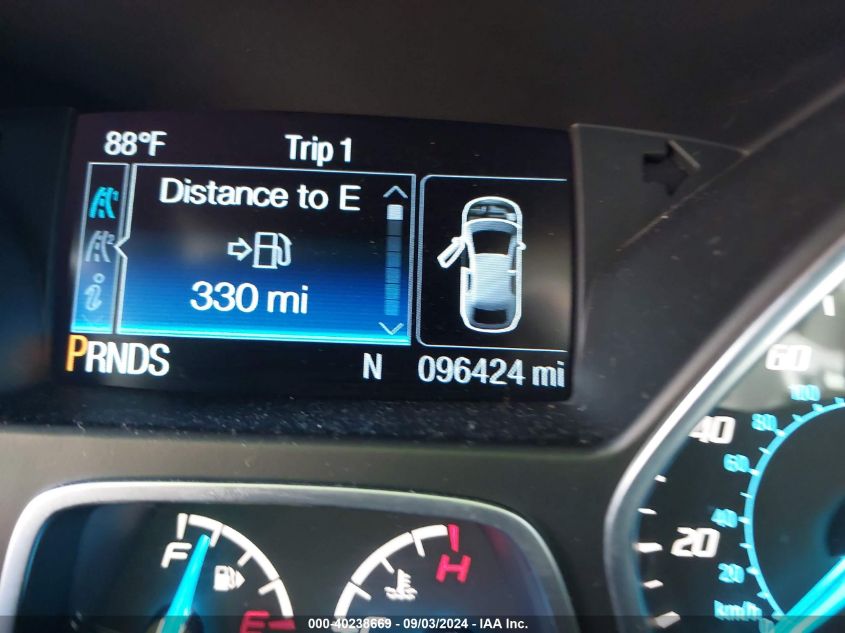 88°F
Trip 1
Distance to E
330 mi
PRNDS
N
096424 mi
F
E
H
20
40
60
20
40
60
80
100
km/h
000-40238669 - 09/03/2024 - IAA Inc.